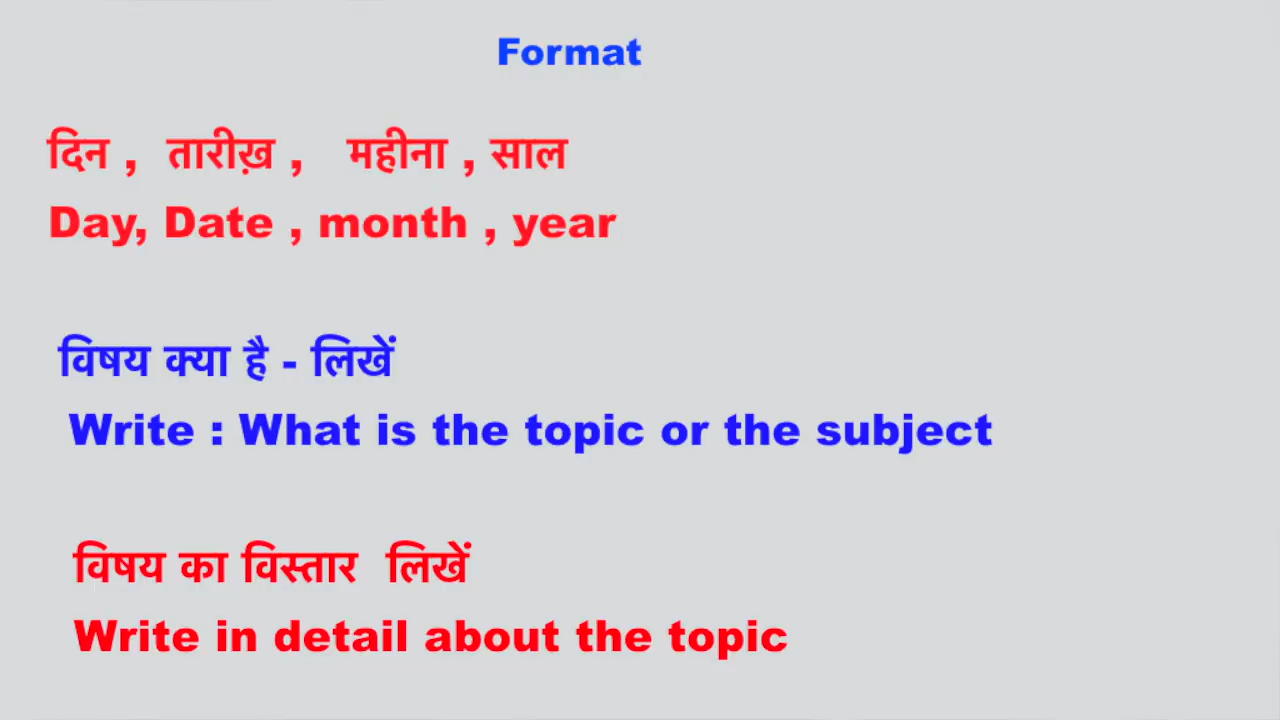 Format
दिन , तारीख़ , महीना , साल
Day, Date , month , year
विषय क्या है - लिखें
Write : What is the topic or the subject
विषय का विस्तार लिखें
Write in detail about the topic